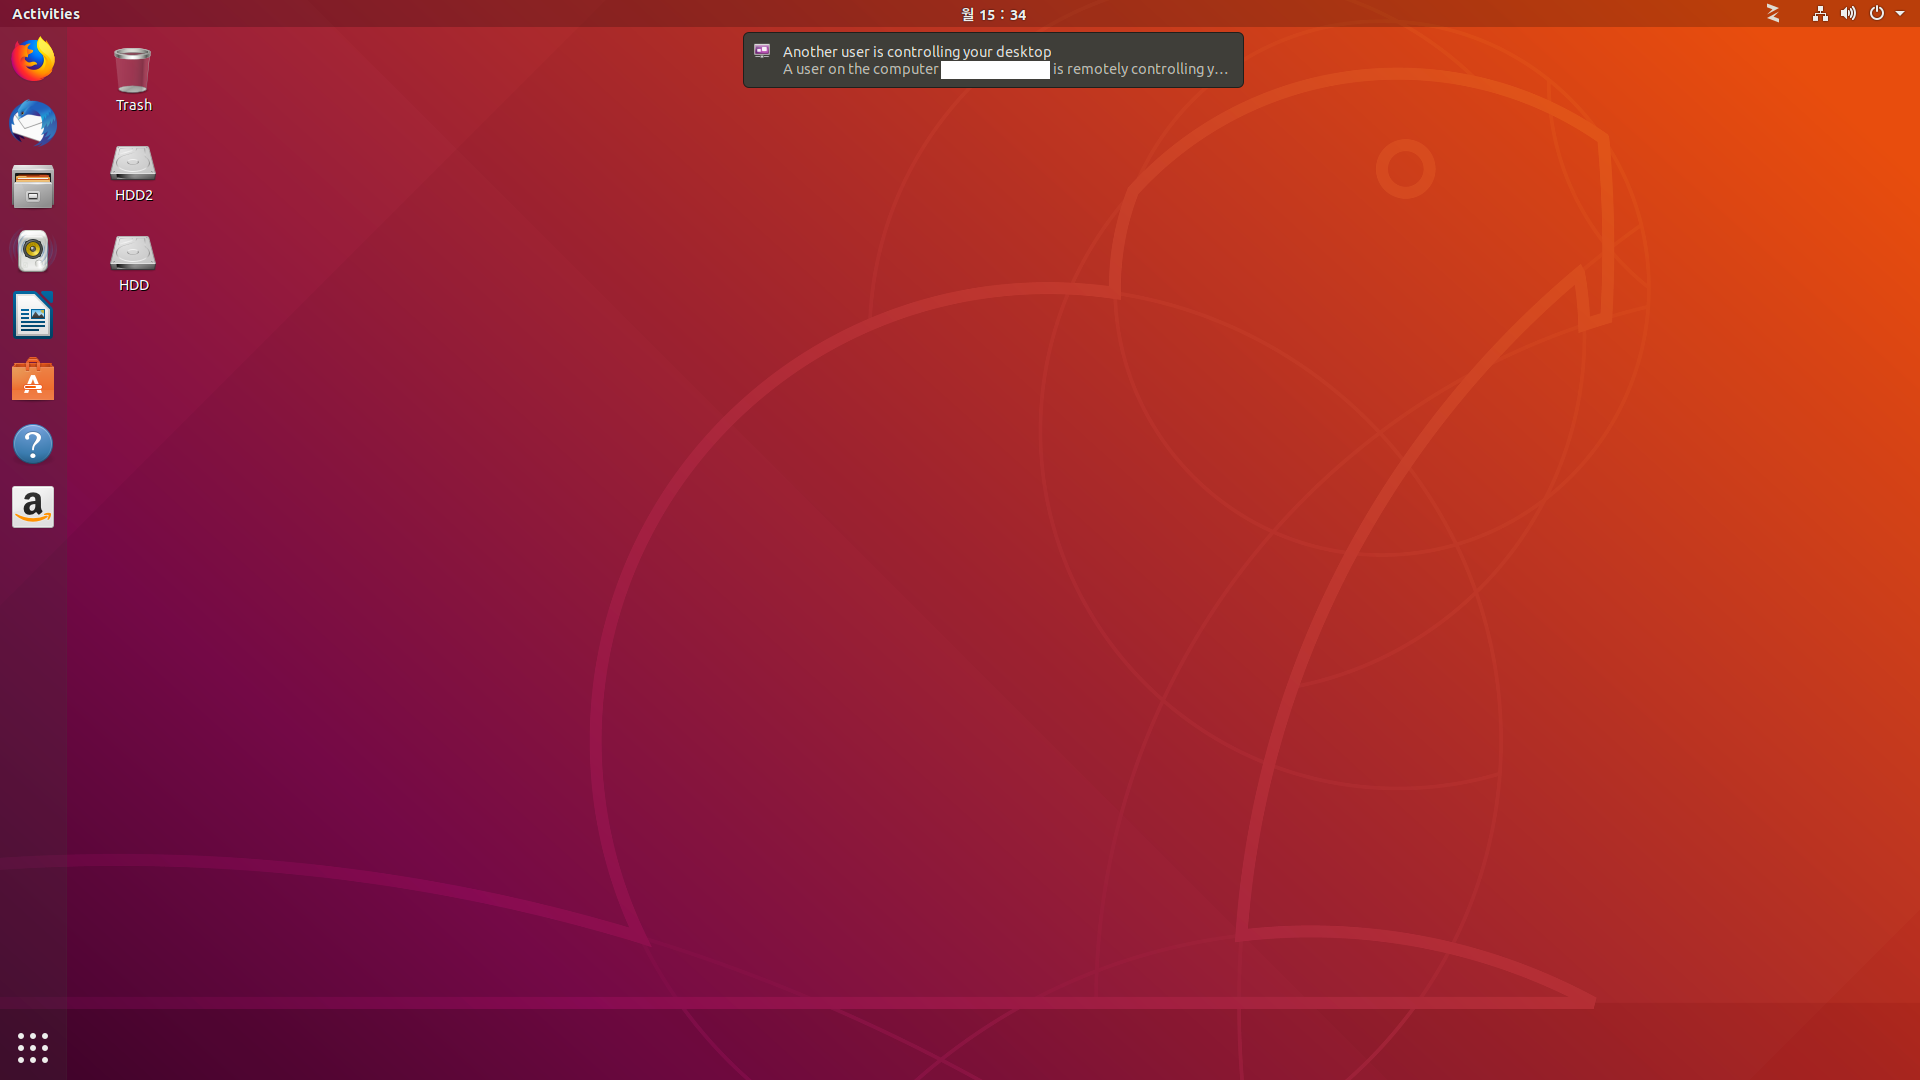 Activities
월 15：34
Another user is controlling your desktop
A user on the computer is remotely controlling y…
Trash
HDD2
HDD